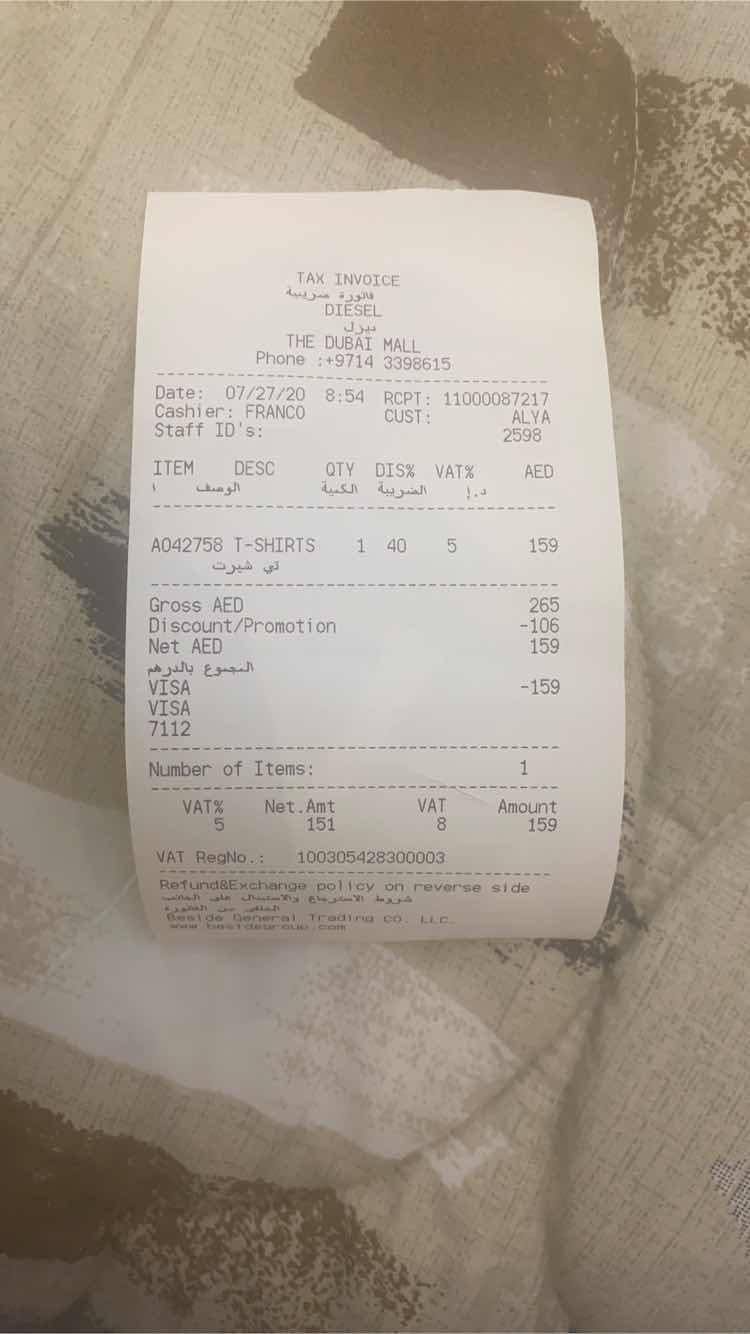 TAX INVOICE
فاتورة ضريبية
DIESEL
ديزل
THE DUBAI MALL
Phone :+9714 3398615
Date: 07/27/20 8:54 RCPT: 11000087217
Cashier: FRANCO CUST: ALYA
Staff ID's: 2598
ITEM DESC QTY DIS% VAT% AED
ا الوصف الكمية الضريبة د.إ
A042758 T-SHIRTS 1 40 5 159
تي شيرت
Gross AED 265
Discount/Promotion -106
Net AED 159
المجموع بالدرهم
VISA -159
VISA
7112
Number of Items: 1
VAT% Net.Amt VAT Amount
5 151 8 159
VAT RegNo.: 100305428300003
Refund&Exchange policy on reverse side
شروط الاسترجاع والاستبدال على الجانب
الخلفي من الفاتورة
Beside General Trading CO. LLC.
www.besidegroup.com